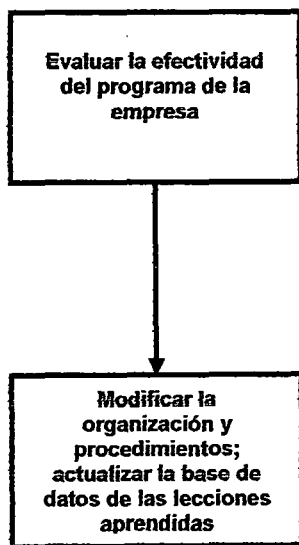 Evaluar la efectividad
del programa de la
empresa
Modificar la
organización y
procedimientos;
actualizar la base de
datos de las lecciones
aprendidas